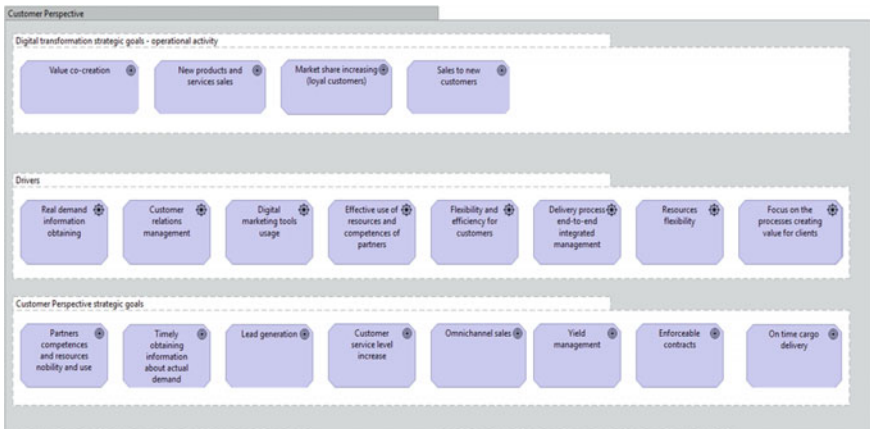 Customer Perspective
Digital transformation strategic goals - operational activity
Value co-creation
New products and
services sales
Market share increasing
(loyal customers)
Sales to new
customers
Drivers
Real demand
information
obtaining
Customer
relations
management
Digital
marketing tools
usage
Effective use of
resources and
competences of
partners
Flexibility and
efficiency for
customers
Delivery process
end-to-end
integrated
management
Resources
flexibility
Focus on the
processes creating
value for clients
Customer Perspective strategic goals
Partners
competences
and resources
nobility and use
Timely
obtaining
information
about actual
demand
Lead generation
Customer
service level
increase
Omnichannel sales
Yield
management
Enforceable
contracts
On time cargo
delivery